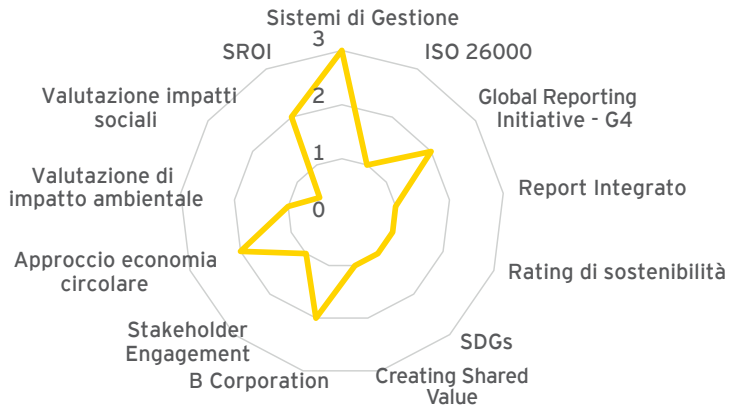 Sistemi di Gestione
ISO 26000
Global Reporting
Initiative - G4
Report Integrato
Rating di sostenibilità
SDGs
Creating Shared
Value
B Corporation
Stakeholder
Engagement
Approccio economia
circolare
Valutazione di
impatto ambientale
Valutazione impatti
sociali
SROI
3
2
1
0